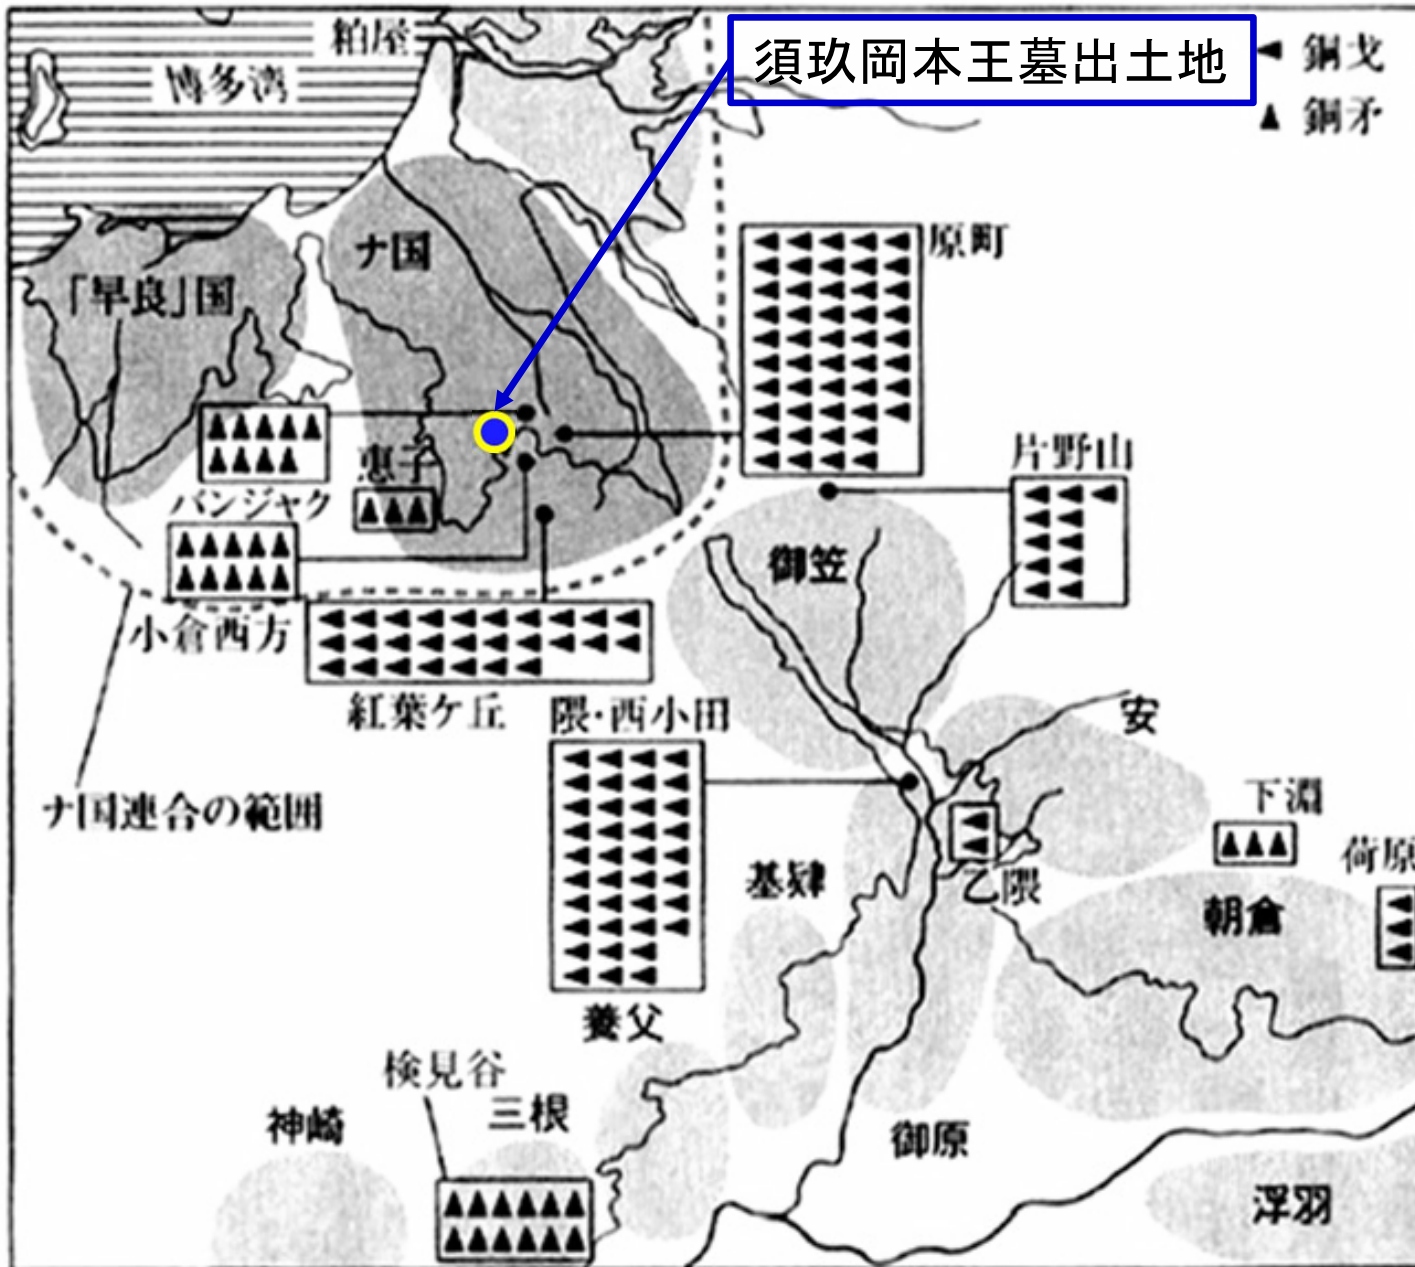 粕屋
須玖岡本王墓出土地
銅戈
博多湾
銅矛
ナ国
原町
「早良」国
片野山
恵子
バンジャク
御笠
小倉西方
紅葉ケ丘
隈・西小田
安
ナ国連合の範囲
下淵
荷原
基肄
乙隈
朝倉
養父
検見谷
三根
神崎
御原
浮羽